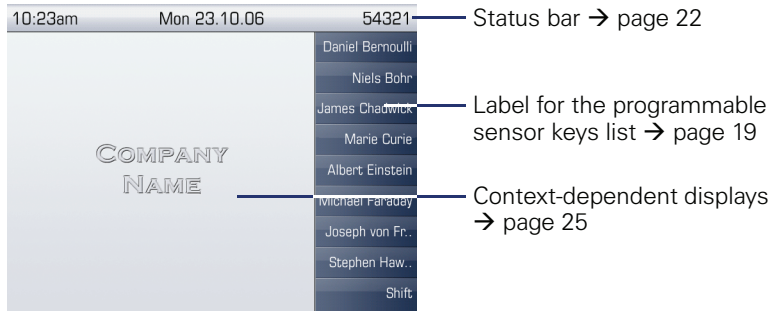 10:23am Mon 23.10.06 54321
Status bar → page 22
Daniel Bernoulli
Niels Bohr
James Chadwick
Label for the programmable
sensor keys list → page 19
Marie Curie
Albert Einstein
COMPANY
NAME
Michael Faraday
Context-dependent displays
→ page 25
Joseph von Fr..
Stephen Haw..
Shift